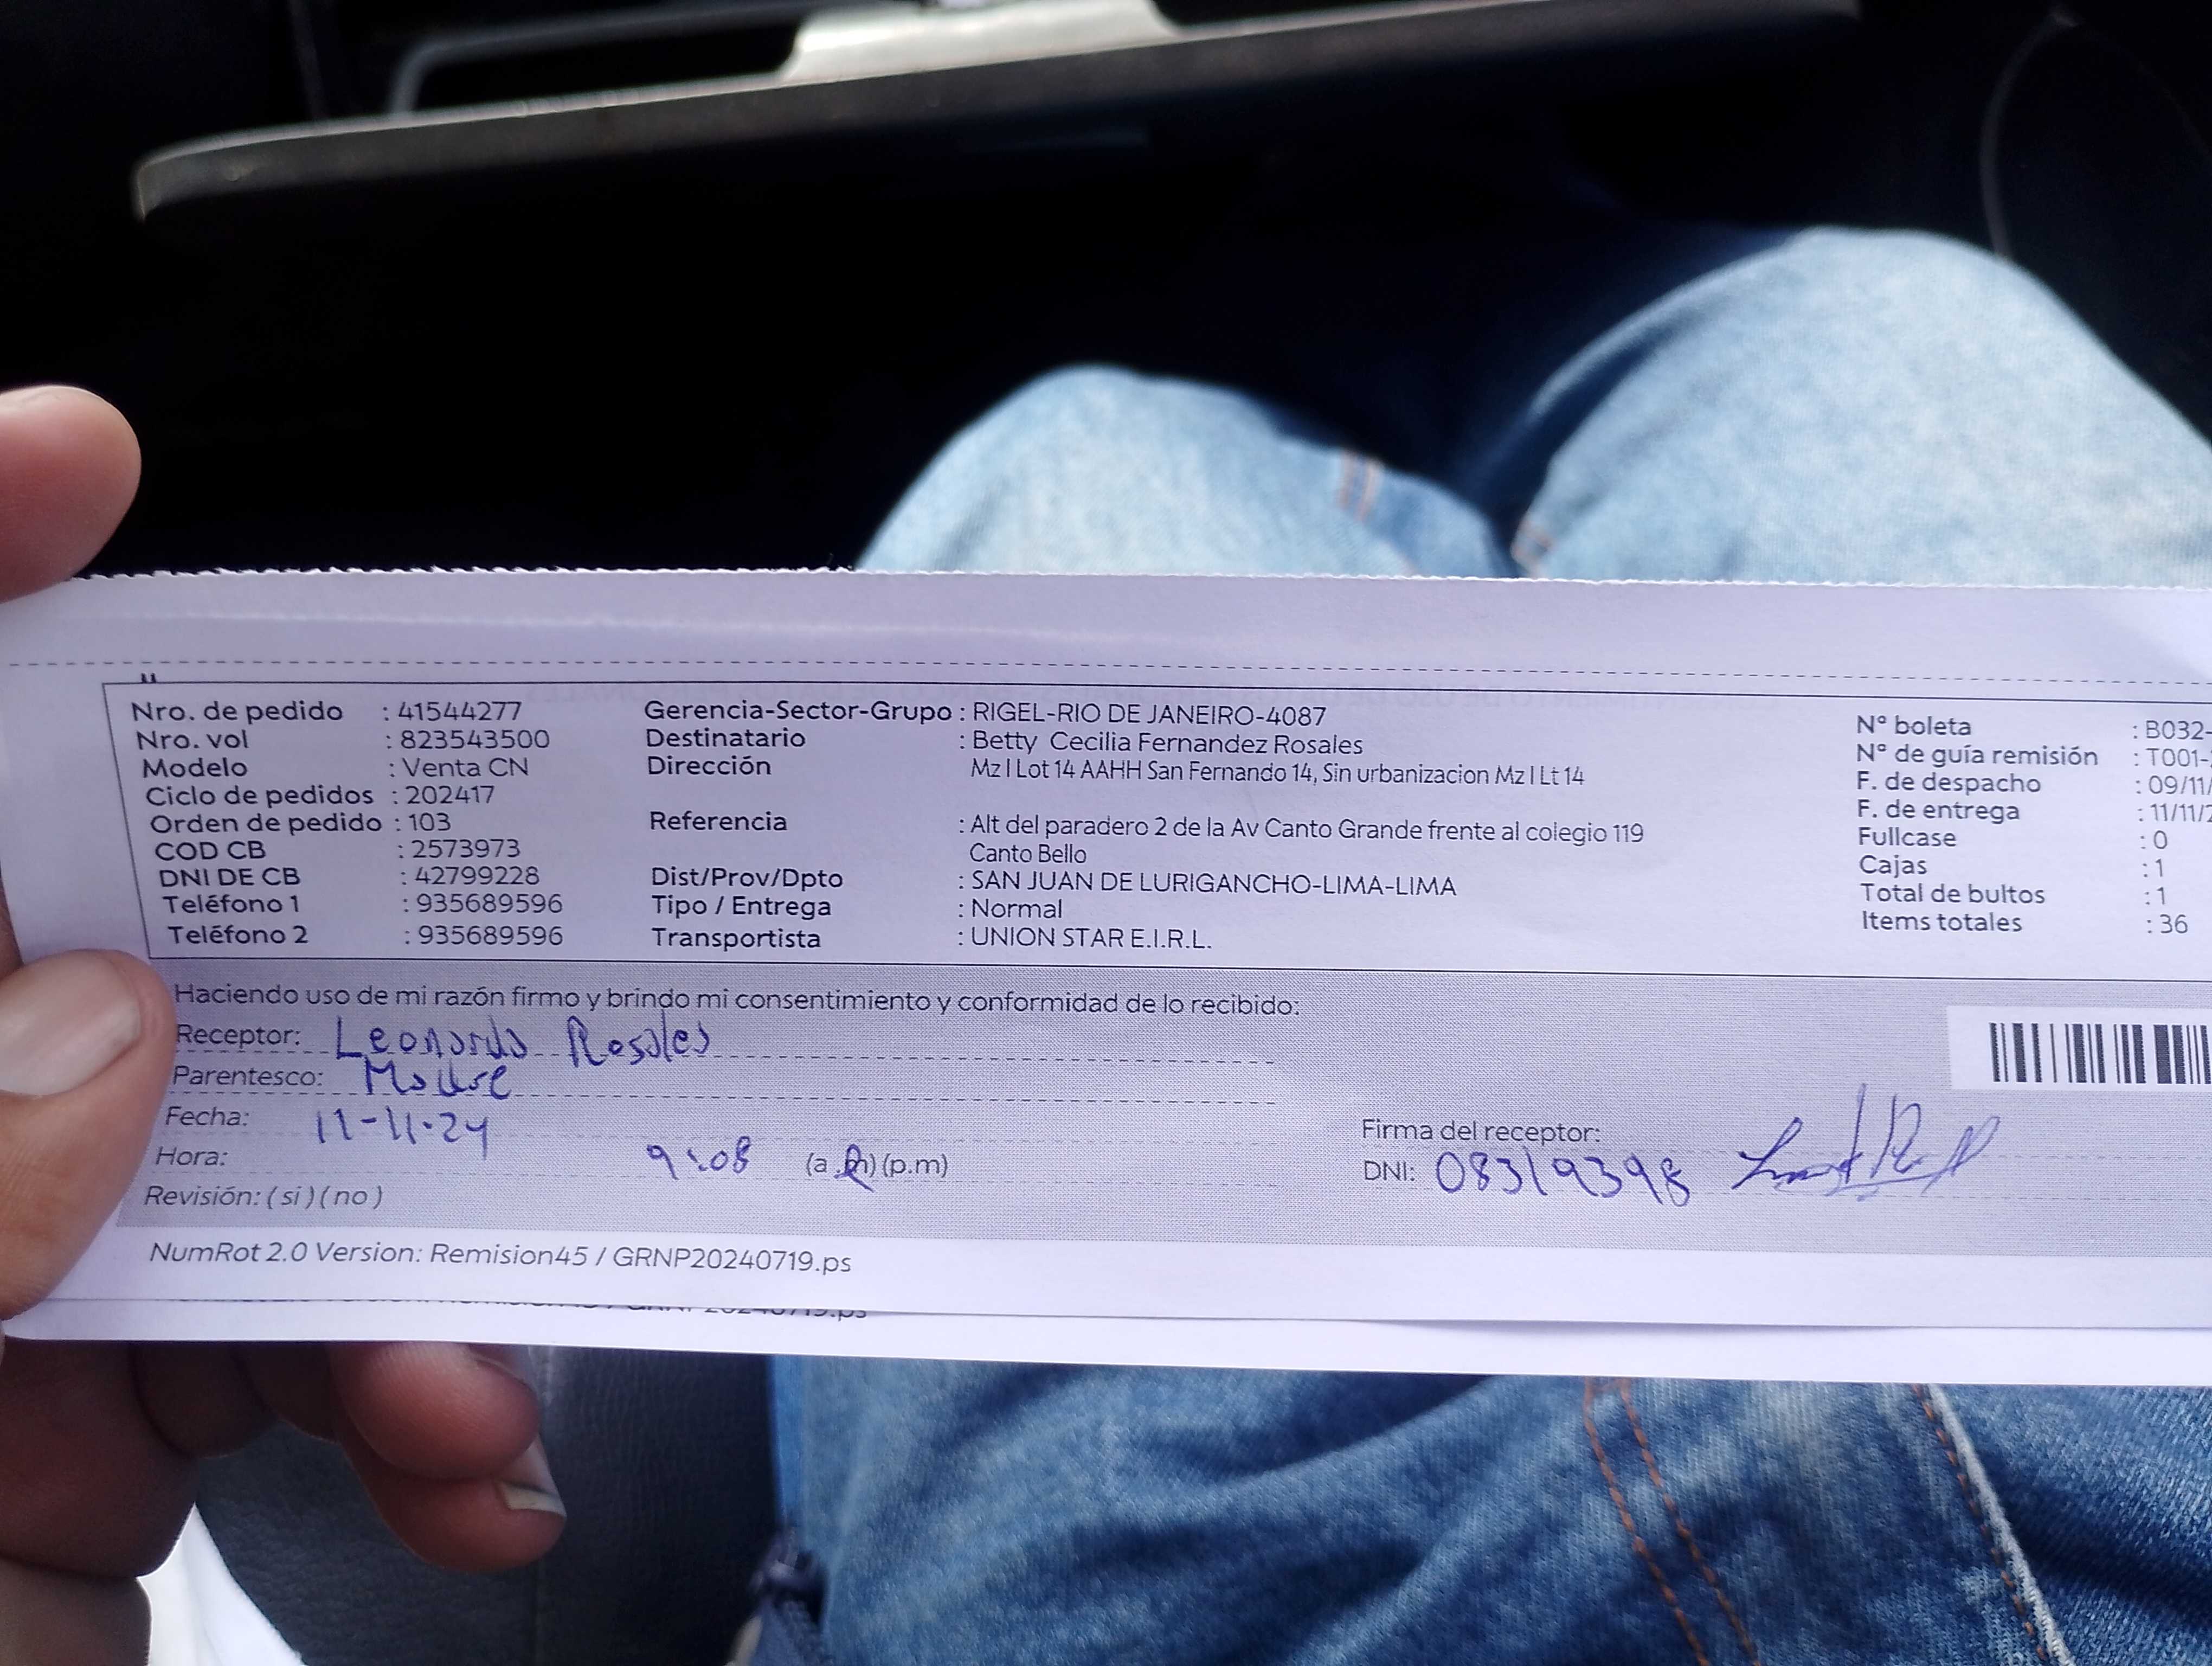 Nro. de pedido : 41544277 Gerencia-Sector-Grupo : RIGEL-RIO DE JANEIRO-4087 N° boleta : B032-
Nro. vol : 823543500 Destinatario : Betty Cecilia Fernandez Rosales N° de guía remisión : T001-
Modelo : Venta CN Dirección Mz I Lot 14 AAHH San Fernando 14, Sin urbanizacion Mz I Lt 14 F. de despacho : 09/11/
Ciclo de pedidos : 202417 F. de entrega : 11/11/2
Orden de pedido : 103 Referencia : Alt del paradero 2 de la Av Canto Grande frente al colegio 119 Fullcase : 0
COD CB : 2573973 Canto Bello Cajas : 1
DNI DE CB : 42799228 Dist/Prov/Dpto : SAN JUAN DE LURIGANCHO-LIMA-LIMA Total de bultos : 1
Teléfono 1 : 935689596 Tipo / Entrega : Normal Items totales : 36
Teléfono 2 : 935689596 Transportista : UNION STAR E.I.R.L.
Haciendo uso de mi razón firmo y brindo mi consentimiento y conformidad de lo recibido:
Receptor: Leonardo Rosales
Parentesco: Madre
Fecha: 11-11-24
Firma del receptor:
Hora: 9:08 (a.m) (p.m) DNI: 08319398
Revisión: ( si ) ( no )
NumRot 2.0 Version: Remision45 / GRNP20240719.ps